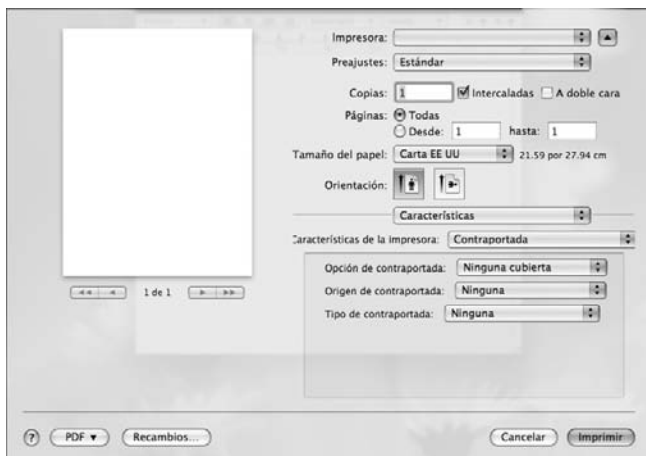 Impresora:
Preajustes: Estándar
Copias: 1 Intercaladas A doble cara
Páginas: Todas
Desde: 1 hasta: 1
Tamaño del papel: Carta EE UU 21.59 por 27.94 cm
Orientación:
Características
Características de la impresora: Contraportada
Opción de contraportada: Ninguna cubierta
Origen de contraportada: Ninguna
Tipo de contraportada: Ninguna
1 de 1
? PDF Recambios... Cancelar Imprimir